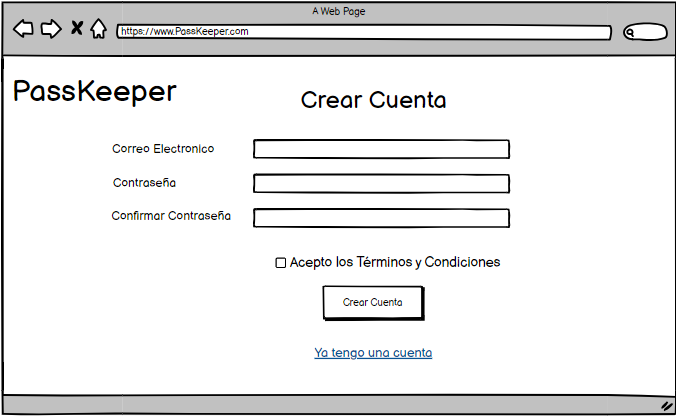 A Web Page
https://www.PassKeeper.com
PassKeeper
Crear Cuenta
Correo Electronico
Contraseña
Confirmar Contraseña
Acepto los Términos y Condiciones
Crear Cuenta
Ya tengo una cuenta